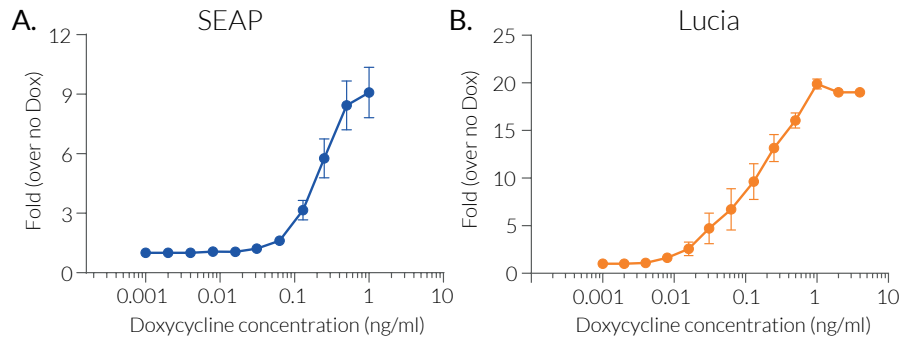 A. SEAP
Fold (over no Dox)
12
9
6
3
0
0.001 0.01 0.1 1 10
Doxycycline concentration (ng/ml)
B. Lucia
Fold (over no Dox)
25
20
15
10
5
0
0.001 0.01 0.1 1 10
Doxycycline concentration (ng/ml)